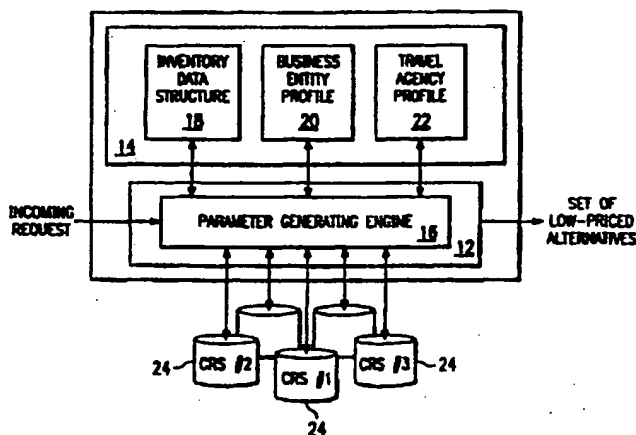 INVENTORY
DATA
STRUCTURE
18
BUSINESS
ENTITY
PROFILE
20
TRAVEL
AGENCY
PROFILE
22
14
INCOMING
REQUEST
PARAMETER GENERATING ENGINE 16
12
SET OF
LOW-PRICED
ALTERNATIVES
24 CRS #2
CRS #1
CRS #3 24
24